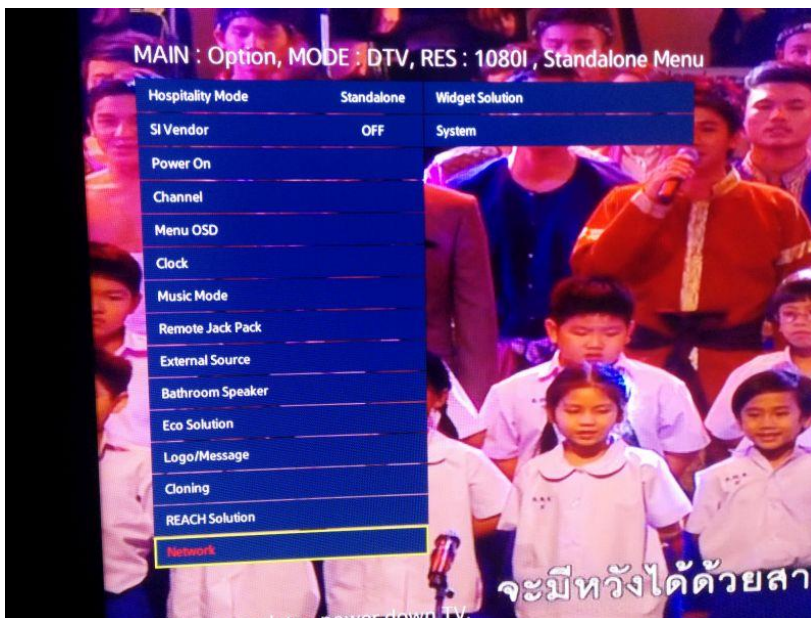 MAIN : Option, MODE : DTV, RES : 1080I , Standalone Menu
Hospitality Mode Standalone Widget Solution
SI Vendor OFF System
Power On
Channel
Menu OSD
Clock
Music Mode
Remote Jack Pack
External Source
Bathroom Speaker
Eco Solution
Logo/Message
Cloning
REACH Solution
Network
จะมีหวังได้ด้วยสา
power down TV.